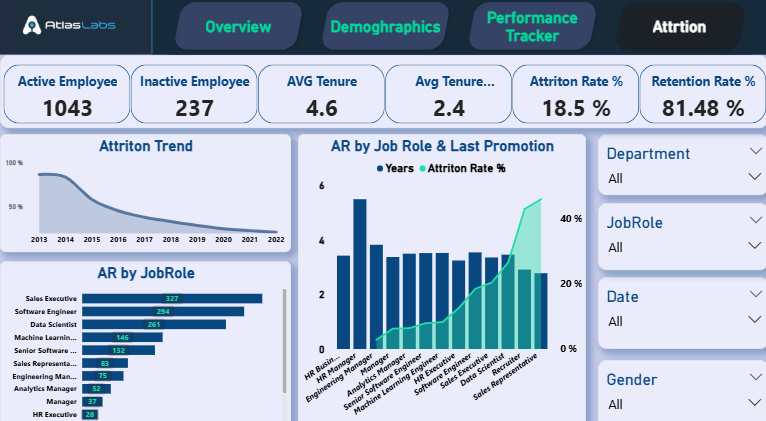 AtlasLabs
Overview
Demoghraphics
Performance
Tracker
Attrtion
Active Employee
1043
Inactive Employee
237
AVG Tenure
4.6
Avg Tenure...
2.4
Attriton Rate %
18.5 %
Retention Rate %
81.48 %
Attriton Trend
100 %
50 %
2013 2014 2015 2016 2017 2018 2019 2020 2021 2022
AR by JobRole
Sales Executive 327
Software Engineer 294
Data Scientist 261
Machine Learnin... 146
Senior Software ... 132
Sales Representa... 83
Engineering Man... 75
Analytics Manager 52
Manager 37
HR Executive 28
AR by Job Role & Last Promotion
Years Attriton Rate %
6
4
2
0
40 %
20 %
0 %
HR Busin...
HR Manager
Engineering Manager
Manager
Analytics Manager
Senior Software Engineer
Machine Learning Engineer
HR Executive
Software Engineer
Sales Executive
Data Scientist
Recruiter
Sales Representative
Department
All
JobRole
All
Date
All
Gender
All